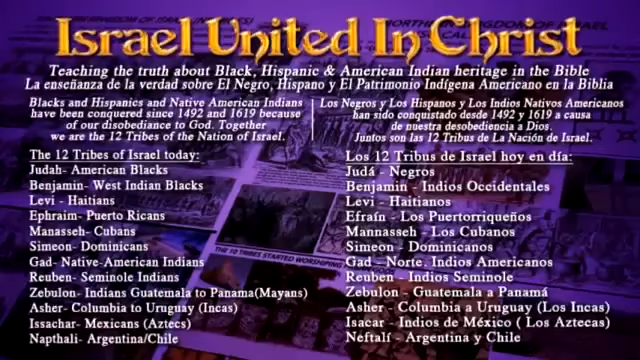 Israel United In Christ
Teaching the truth about Black, Hispanic & American Indian heritage in the Bible
La enseñanza de la verdad sobre El Negro, Hispano y El Patrimonio Indígena Americano en la Biblia
Blacks and Hispanics and Native American Indians
have been conquered since 1492 and 1619 because
of our disobediance to God. Together
we are the 12 Tribes of the Nation of Israel.
Los Negros y Los Hispanos y Los Indios Nativos Americanos
han sido conquistado desde 1492 y 1619 a causa
de nuestra desobediencia a Dios.
Juntos son las 12 Tribus de La Nación de Israel.
The 12 Tribes of Israel today:
Judah- American Blacks
Benjamin- West Indian Blacks
Levi - Haitians
Ephraim- Puerto Ricans
Manasseh- Cubans
Simeon- Dominicans
Gad- Native-American Indians
Reuben- Seminole Indians
Zebulon- Indians Guatemala to Panama(Mayans)
Asher- Columbia to Uruguay (Incas)
Issachar- Mexicans (Aztecs)
Napthali- Argentina/Chile
Los 12 Tribus de Israel hoy en día:
Judá - Negros
Benjamin - Indios Occidentales
Levi - Haitianos
Efraín - Los Puertorriqueños
Mannasseh - Los Cubanos
Simeon - Dominicanos
Gad - Norte. Indios Americanos
Reuben - Indios Seminole
Zebulon - Guatemala a Panamá
Asher - Columbia a Uruguay (Los Incas)
Isacar - Indios de México ( Los Aztecas)
Neftalí - Argentina y Chile
THE 10 TRIBES STARTED WORSHIPING